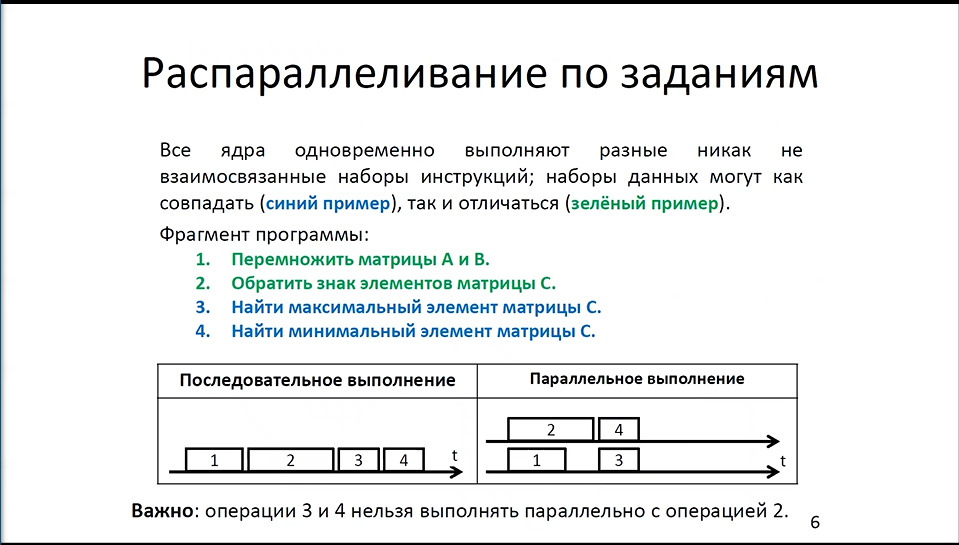 Распараллеливание по заданиям
Все ядра одновременно выполняют разные никак не
взаимосвязанные наборы инструкций; наборы данных могут как
совпадать (синий пример), так и отличаться (зелёный пример).
Фрагмент программы:
1. Перемножить матрицы A и B.
2. Обратить знак элементов матрицы C.
3. Найти максимальный элемент матрицы C.
4. Найти минимальный элемент матрицы C.
Последовательное выполнение
1 2 3 4 t
Параллельное выполнение
2 4
1 3 t
Важно: операции 3 и 4 нельзя выполнять параллельно с операцией 2.
6